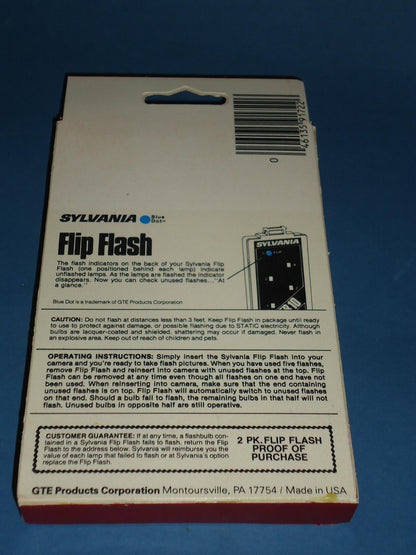 0 46135 91722
SYLVANIA Blue Dot™
Flip Flash
The flash indicators on the back of your Sylvania Flip
Flash (one positioned behind each lamp) indicate
unflashed lamps. As the lamps are flashed the indicator
disappears. Now you can check unused flashes..."At
a glance."
Blue Dot is a trademark of GTE Products Corporation
SYLVANIA
CAUTION: Do not flash at distances less than 3 feet. Keep Flip Flash in package until ready
to use to protect against damage, or possible flashing due to STATIC electricity. Although
bulbs are lacquer-coated and shielded, shattering may occur if damaged. Never flash in
an explosive area. Keep out of reach of children and pets.
OPERATING INSTRUCTIONS: Simply insert the Sylvania Flip Flash into your
camera and you're ready to take flash pictures. When you have used five flashes,
remove Flip Flash and reinsert into camera with unused flashes at the top. Flip
Flash can be removed at any time even though all flashes on one end have not
been used. When reinserting into camera, make sure that the end containing
unused flashes is on top. Flip Flash will automatically switch to unused flashes
on that end. Should a bulb fail to flash, the remaining bulbs in that half will not
flash. Unused bulbs in opposite half are still operative.
CUSTOMER GUARANTEE: If at any time, a flashbulb con-
tained in a Sylvania Flip Flash fails to flash, return the Flip
Flash to the address below. Sylvania will reimburse you the
value of each lamp that failed to flash or at Sylvania's option
replace the Flip Flash.
2 PK. FLIP FLASH
PROOF OF
PURCHASE
GTE Products Corporation Montoursville, PA 17754 / Made in USA